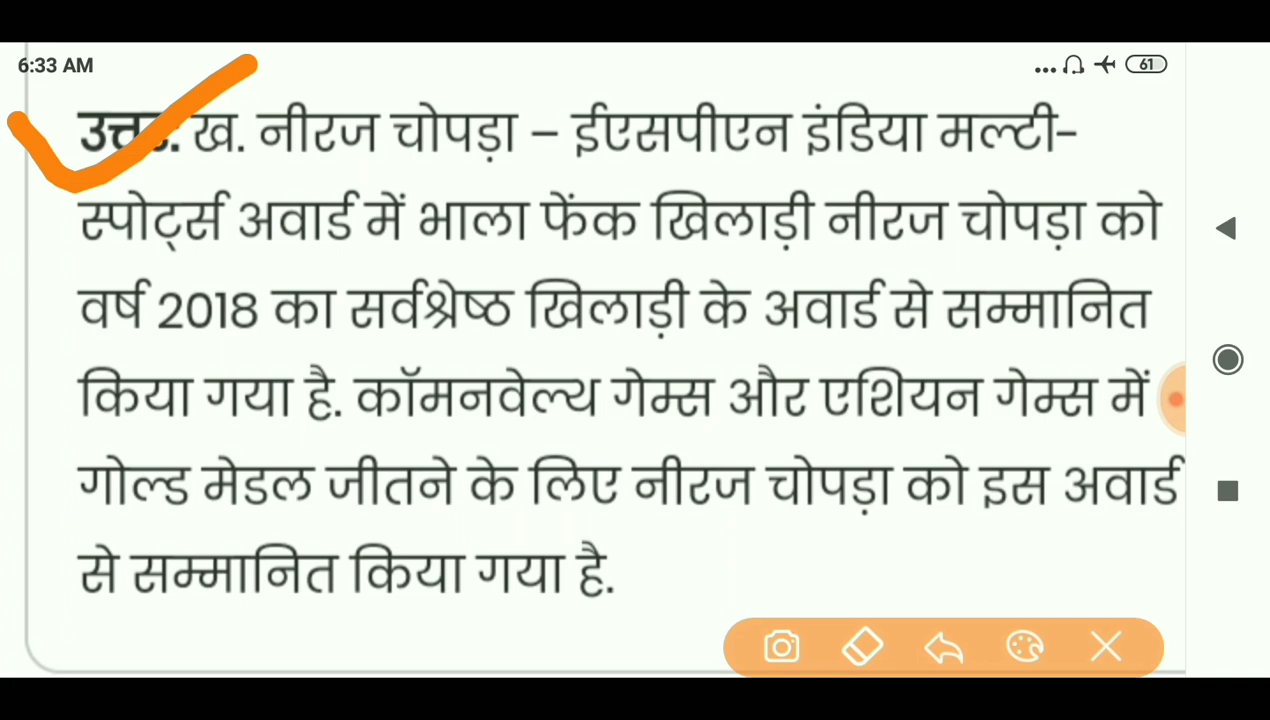 6:33 AM
61
उत्तर. ख. नीरज चोपड़ा – ईएसपीएन इंडिया मल्टी-
स्पोर्ट्स अवार्ड में भाला फेंक खिलाड़ी नीरज चोपड़ा को
वर्ष 2018 का सर्वश्रेष्ठ खिलाड़ी के अवार्ड से सम्मानित
किया गया है. कॉमनवेल्थ गेम्स और एशियन गेम्स में
गोल्ड मेडल जीतने के लिए नीरज चोपड़ा को इस अवार्ड
से सम्मानित किया गया है.